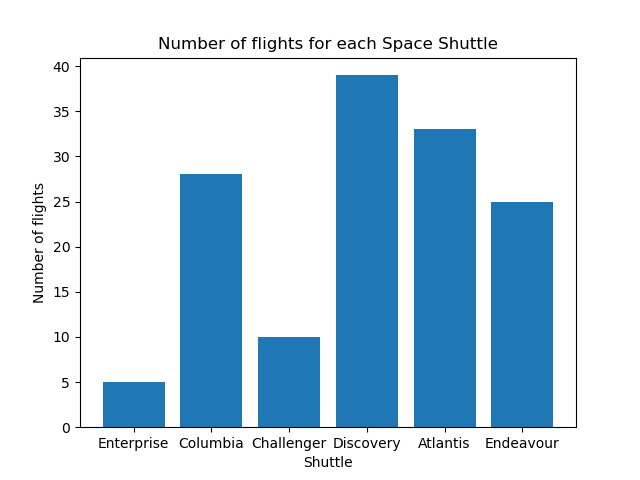 Number of flights for each Space Shuttle
Number of flights
40
35
30
25
20
15
10
5
0
Enterprise Columbia Challenger Discovery Atlantis Endeavour
Shuttle